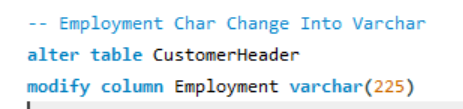 -- Employment Char Change Into Varchar
alter table CustomerHeader
modify column Employment varchar(225)